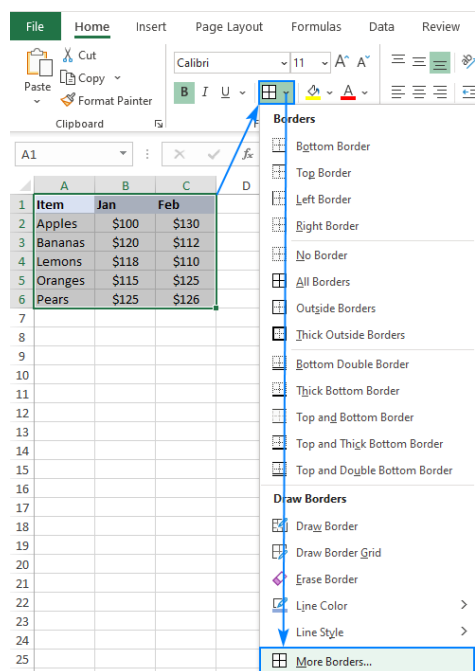 File Home Insert Page Layout Formulas Data Review
Paste
Cut
Copy
Format Painter
Clipboard
Calibri 11 A^ A˅
B I U A
F
A1 fx
A B C D
1 Item Jan Feb
2 Apples $100 $130
3 Bananas $120 $112
4 Lemons $118 $110
5 Oranges $115 $125
6 Pears $125 $126
7
8
9
10
11
12
13
14
15
16
17
18
19
20
21
22
23
24
25
Borders
Bottom Border
Top Border
Left Border
Right Border
No Border
All Borders
Outside Borders
Thick Outside Borders
Bottom Double Border
Thick Bottom Border
Top and Bottom Border
Top and Thick Bottom Border
Top and Double Bottom Border
Draw Borders
Draw Border
Draw Border Grid
Erase Border
Line Color
Line Style
More Borders...